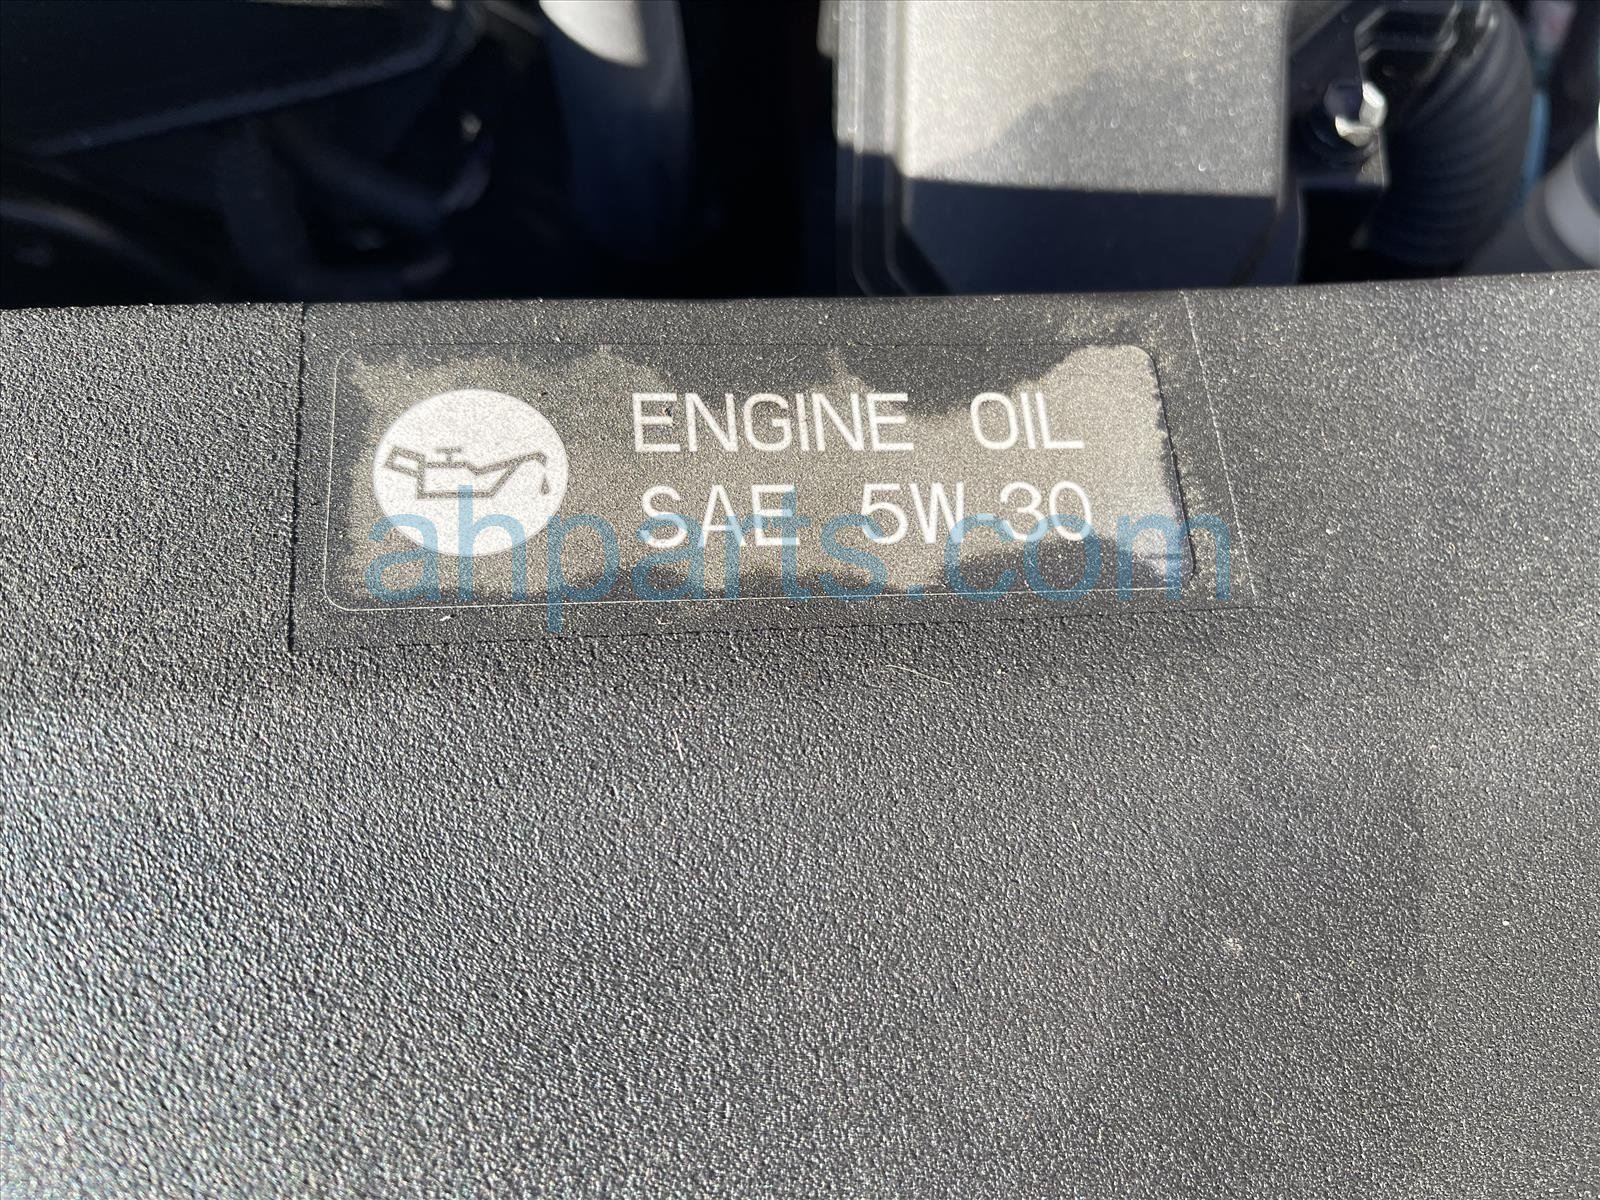 ENGINE OIL
SAE 5W-30
ahparts.com